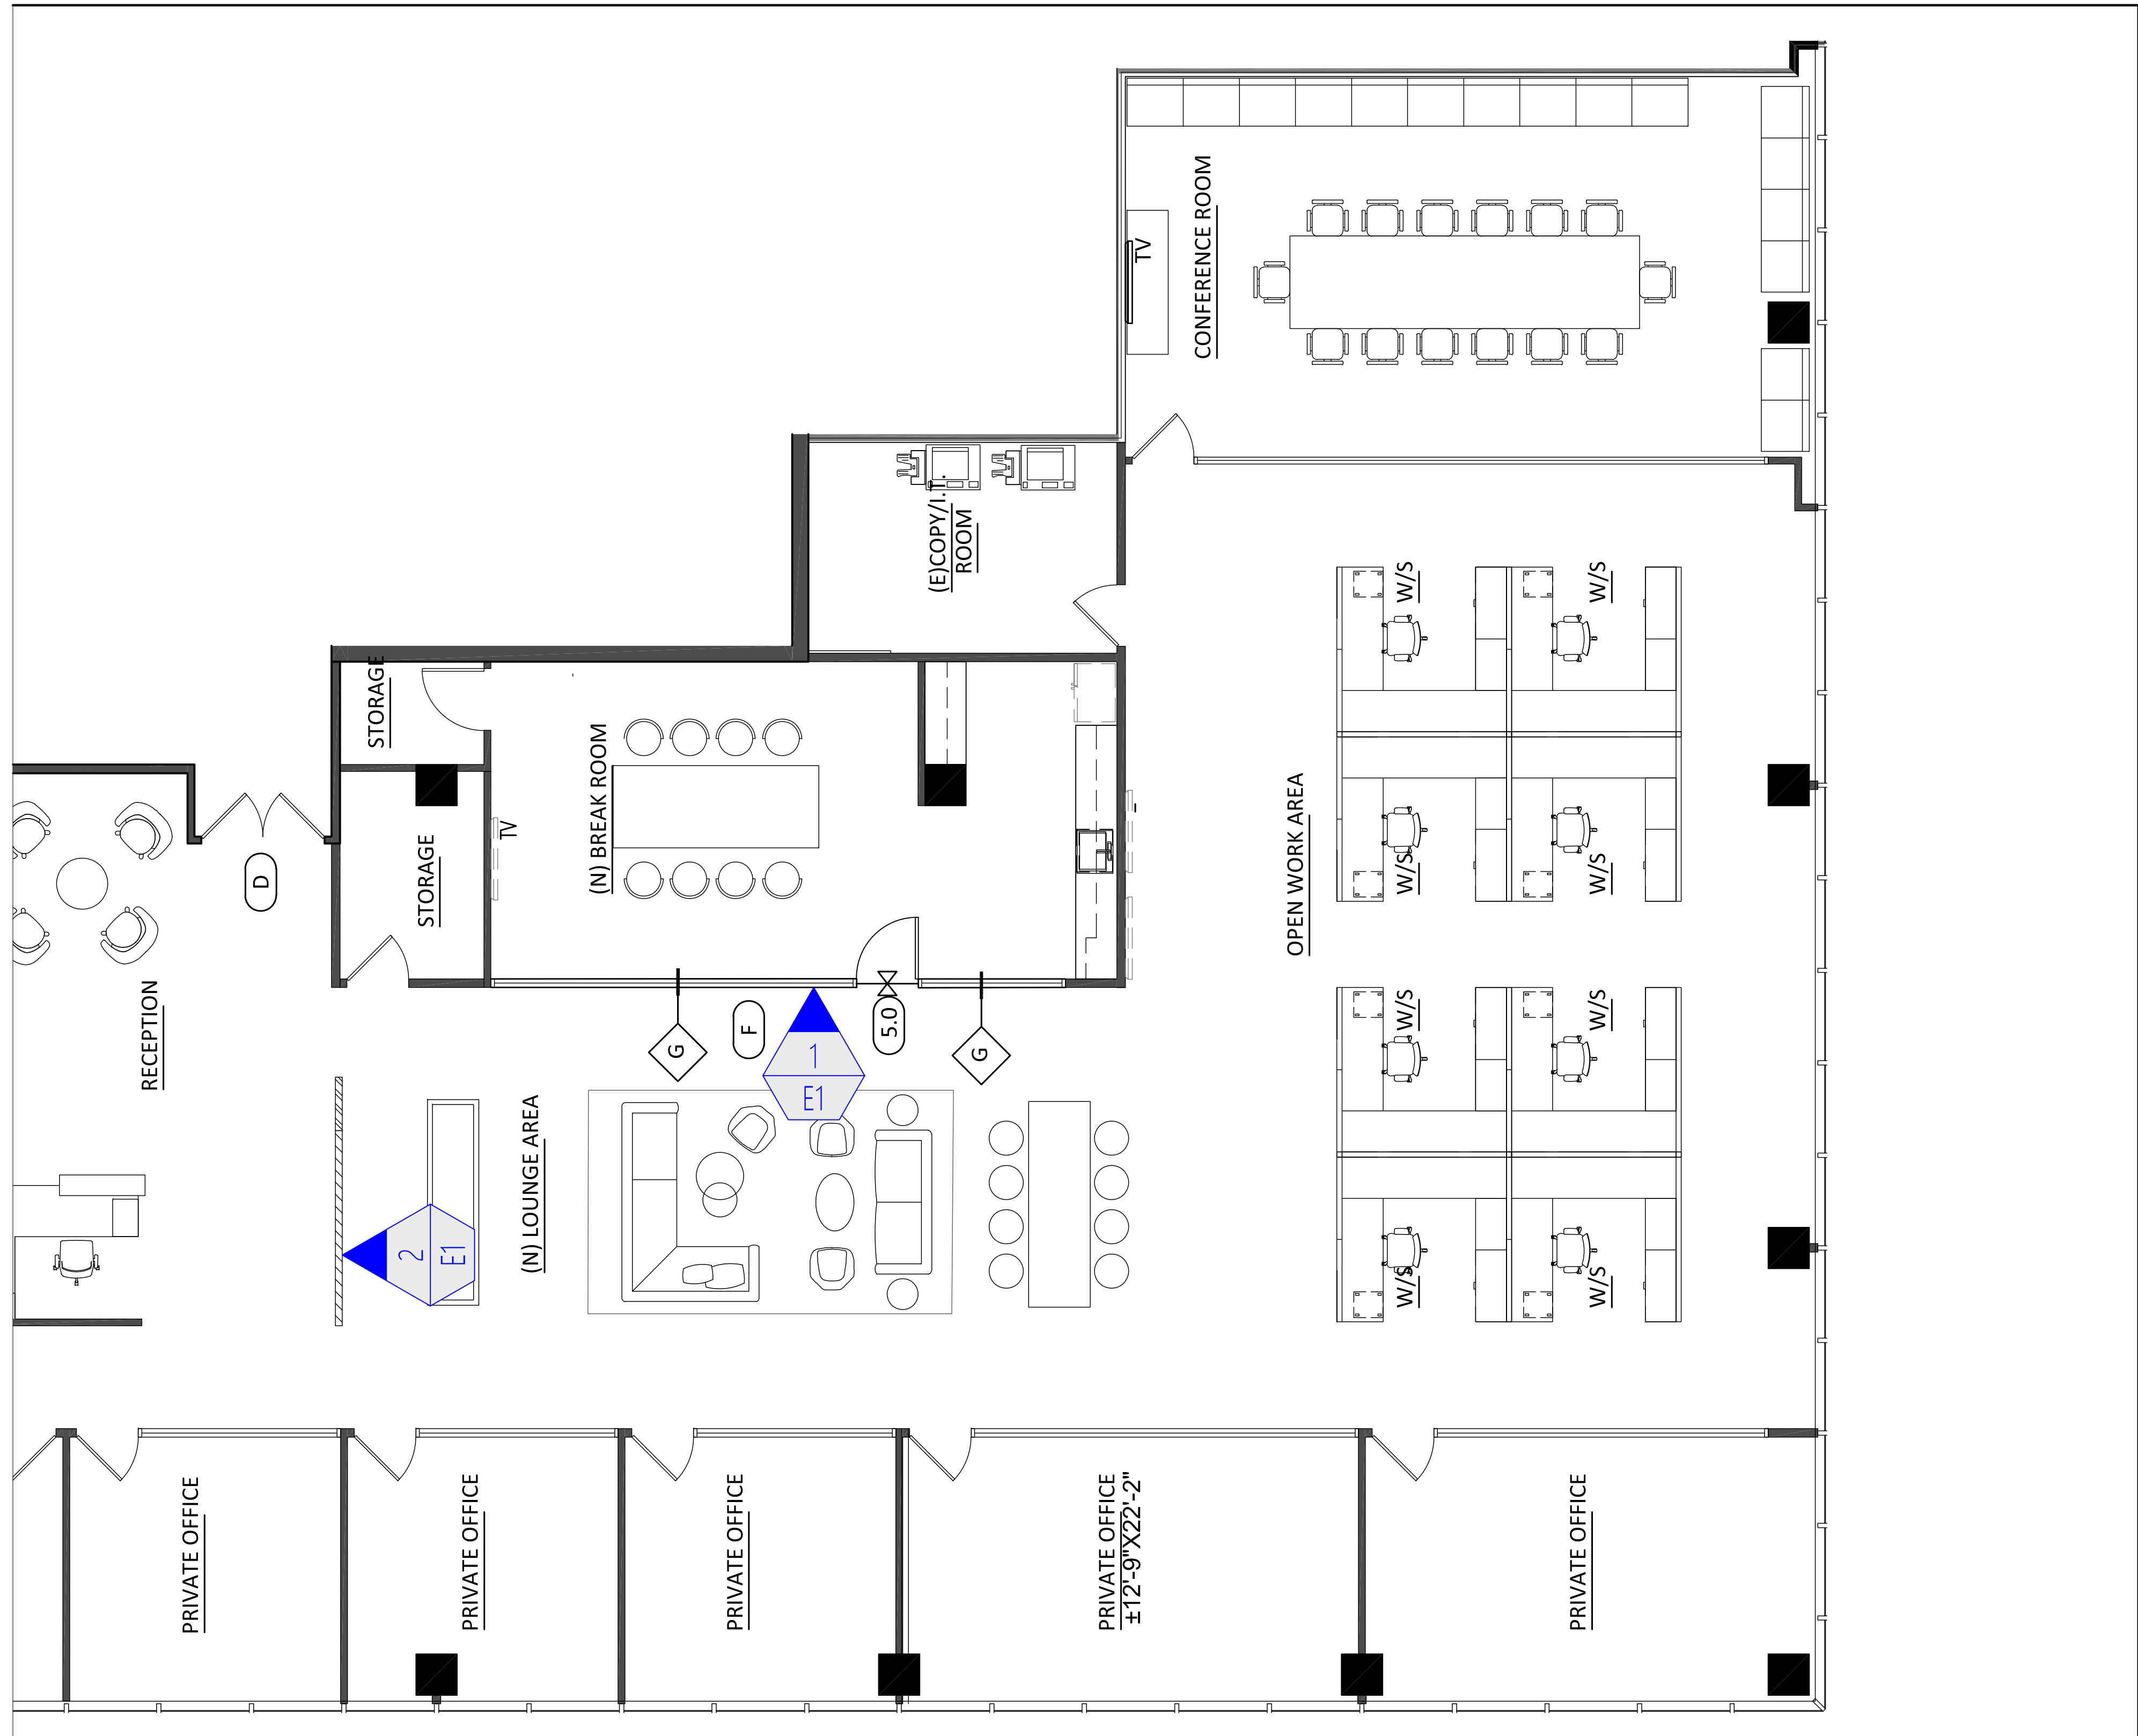 TV
CONFERENCE ROOM
(E)COPY/I.T.
ROOM
STORAGE
STORAGE
TV
(N) BREAK ROOM
D
RECEPTION
G
F
1
E1
5.0
G
2
E1
(N) LOUNGE AREA
OPEN WORK AREA
W/S
W/S
W/S
W/S
W/S
W/S
W/S
W/S
PRIVATE OFFICE
PRIVATE OFFICE
PRIVATE OFFICE
PRIVATE OFFICE
±12'-9"X22'-2"
PRIVATE OFFICE